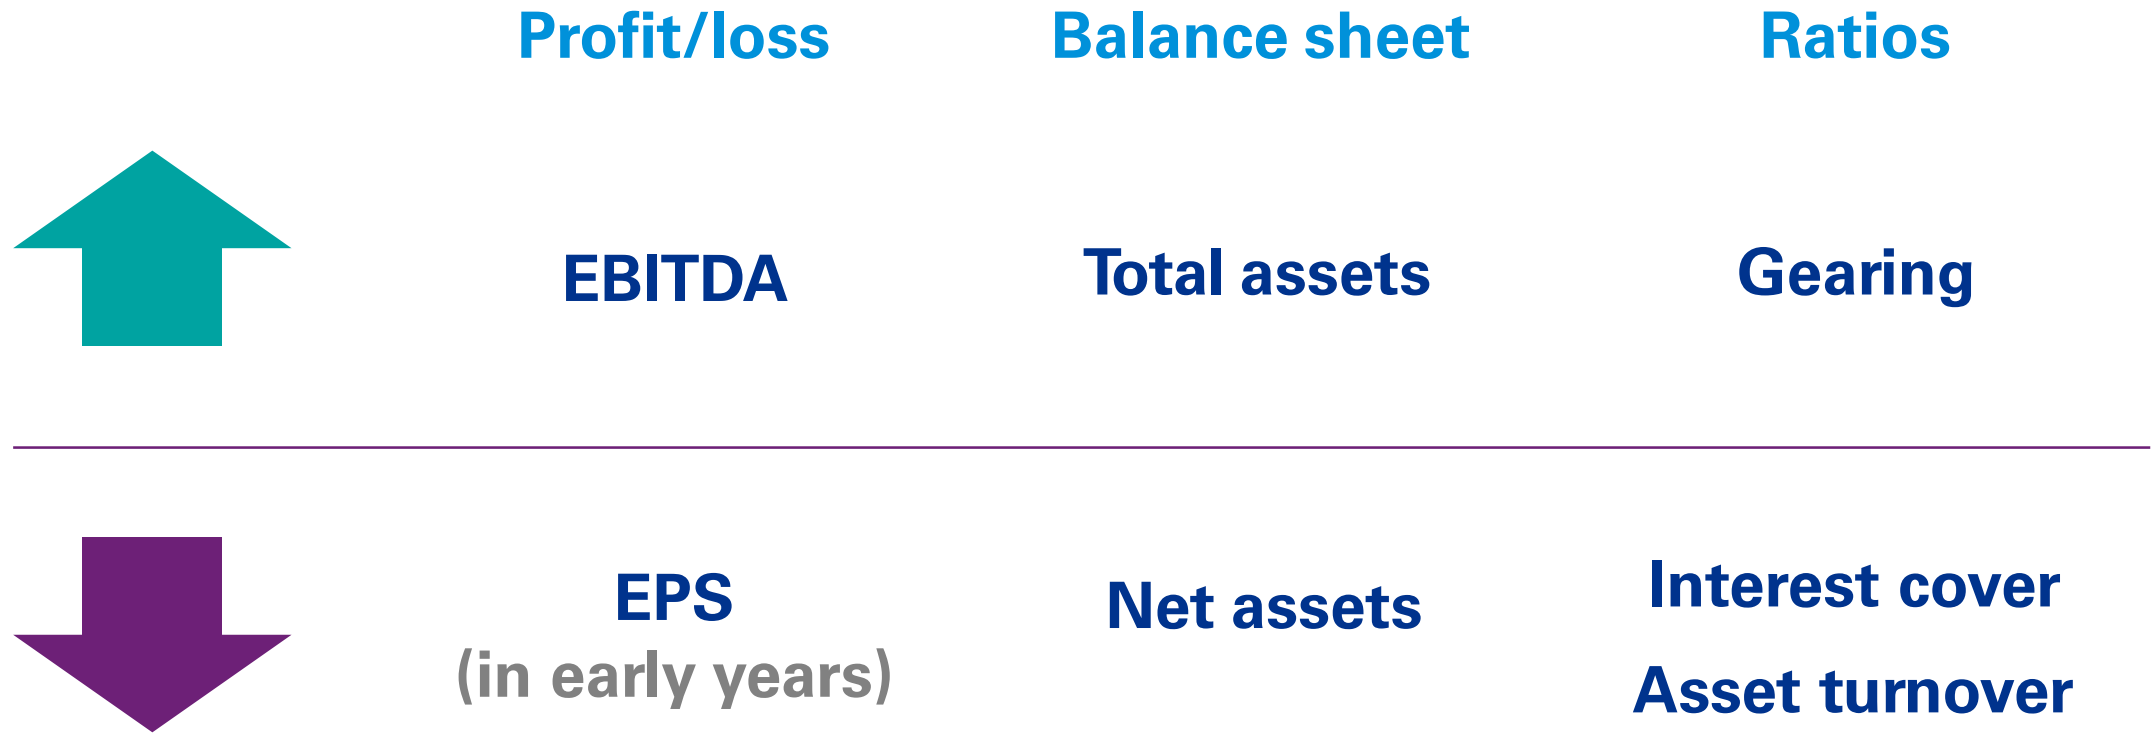 Profit/loss
Balance sheet
Ratios
EBITDA
Total assets
Gearing
EPS
(in early years)
Net assets
Interest cover
Asset turnover